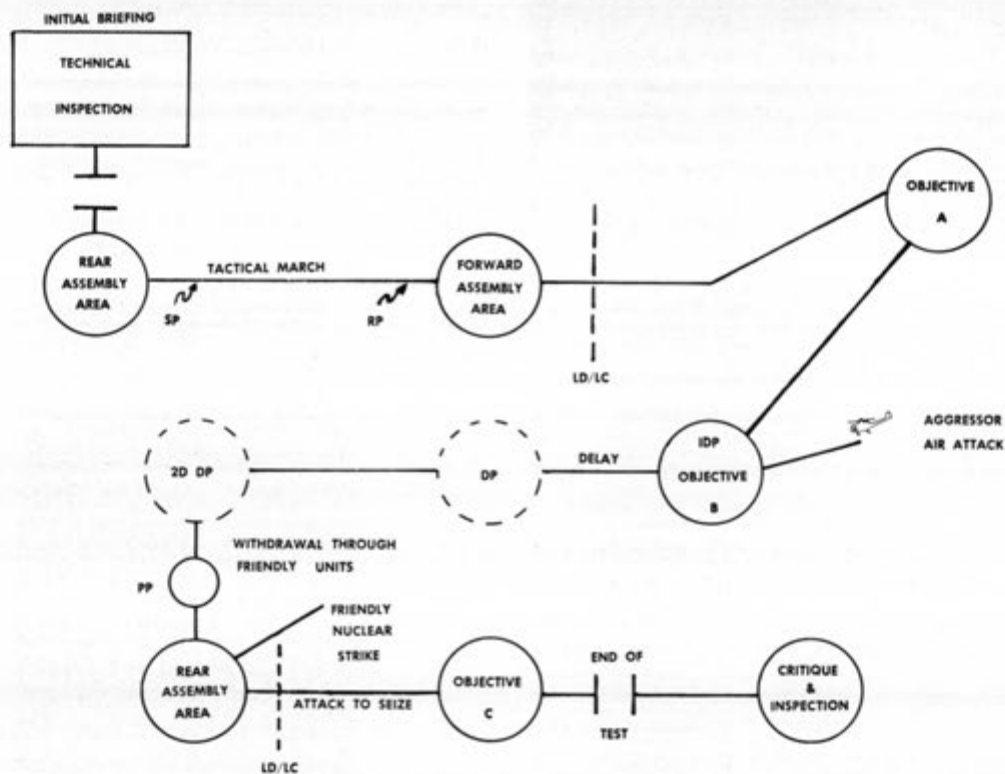 INITIAL BRIEFING
TECHNICAL
INSPECTION
REAR
ASSEMBLY
AREA
TACTICAL MARCH
SP
RP
FORWARD
ASSEMBLY
AREA
LD/LC
OBJECTIVE
A
2D DP
DP
DELAY
IDP
OBJECTIVE
B
AGGRESSOR
AIR ATTACK
WITHDRAWAL THROUGH
FRIENDLY UNITS
PP
FRIENDLY
NUCLEAR
STRIKE
REAR
ASSEMBLY
AREA
ATTACK TO SEIZE
LD/LC
OBJECTIVE
C
END OF
TEST
CRITIQUE
&
INSPECTION